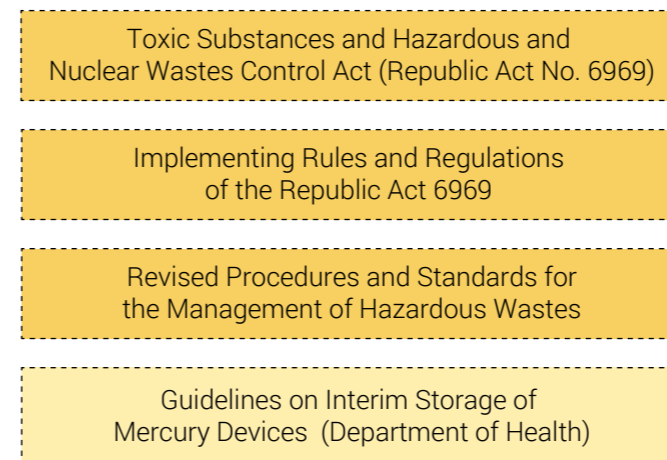 Toxic Substances and Hazardous and
Nuclear Wastes Control Act (Republic Act No. 6969)
Implementing Rules and Regulations
of the Republic Act 6969
Revised Procedures and Standards for
the Management of Hazardous Wastes
Guidelines on Interim Storage of
Mercury Devices (Department of Health)